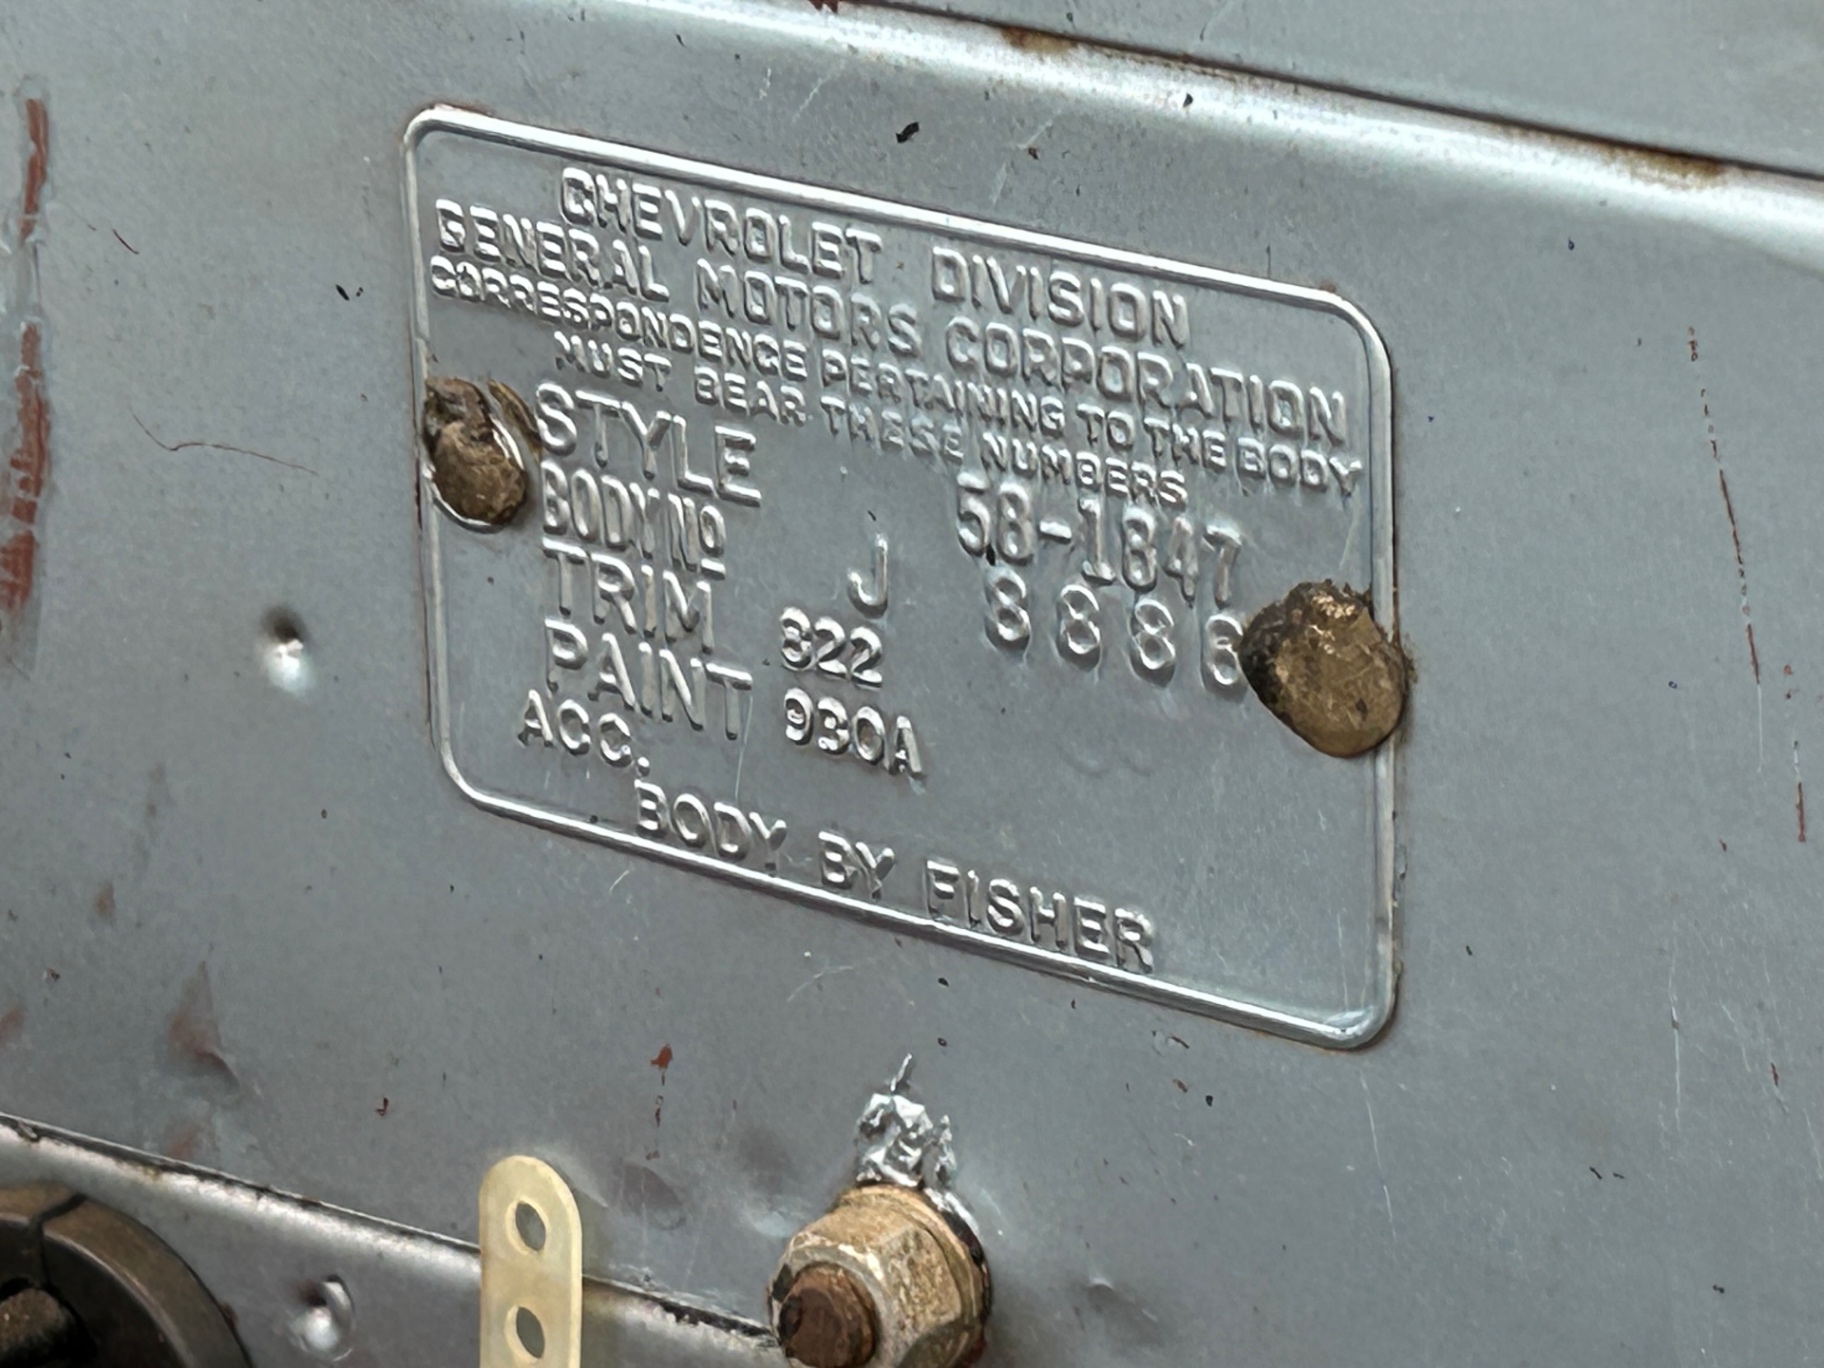 CHEVROLET DIVISION
GENERAL MOTORS CORPORATION
CORRESPONDENCE PERTAINING TO THE BODY
MUST BEAR THESE NUMBERS
STYLE 58-1847
BODY Nº J 8888
TRIM 822
PAINT 930A
ACC.
BODY BY FISHER